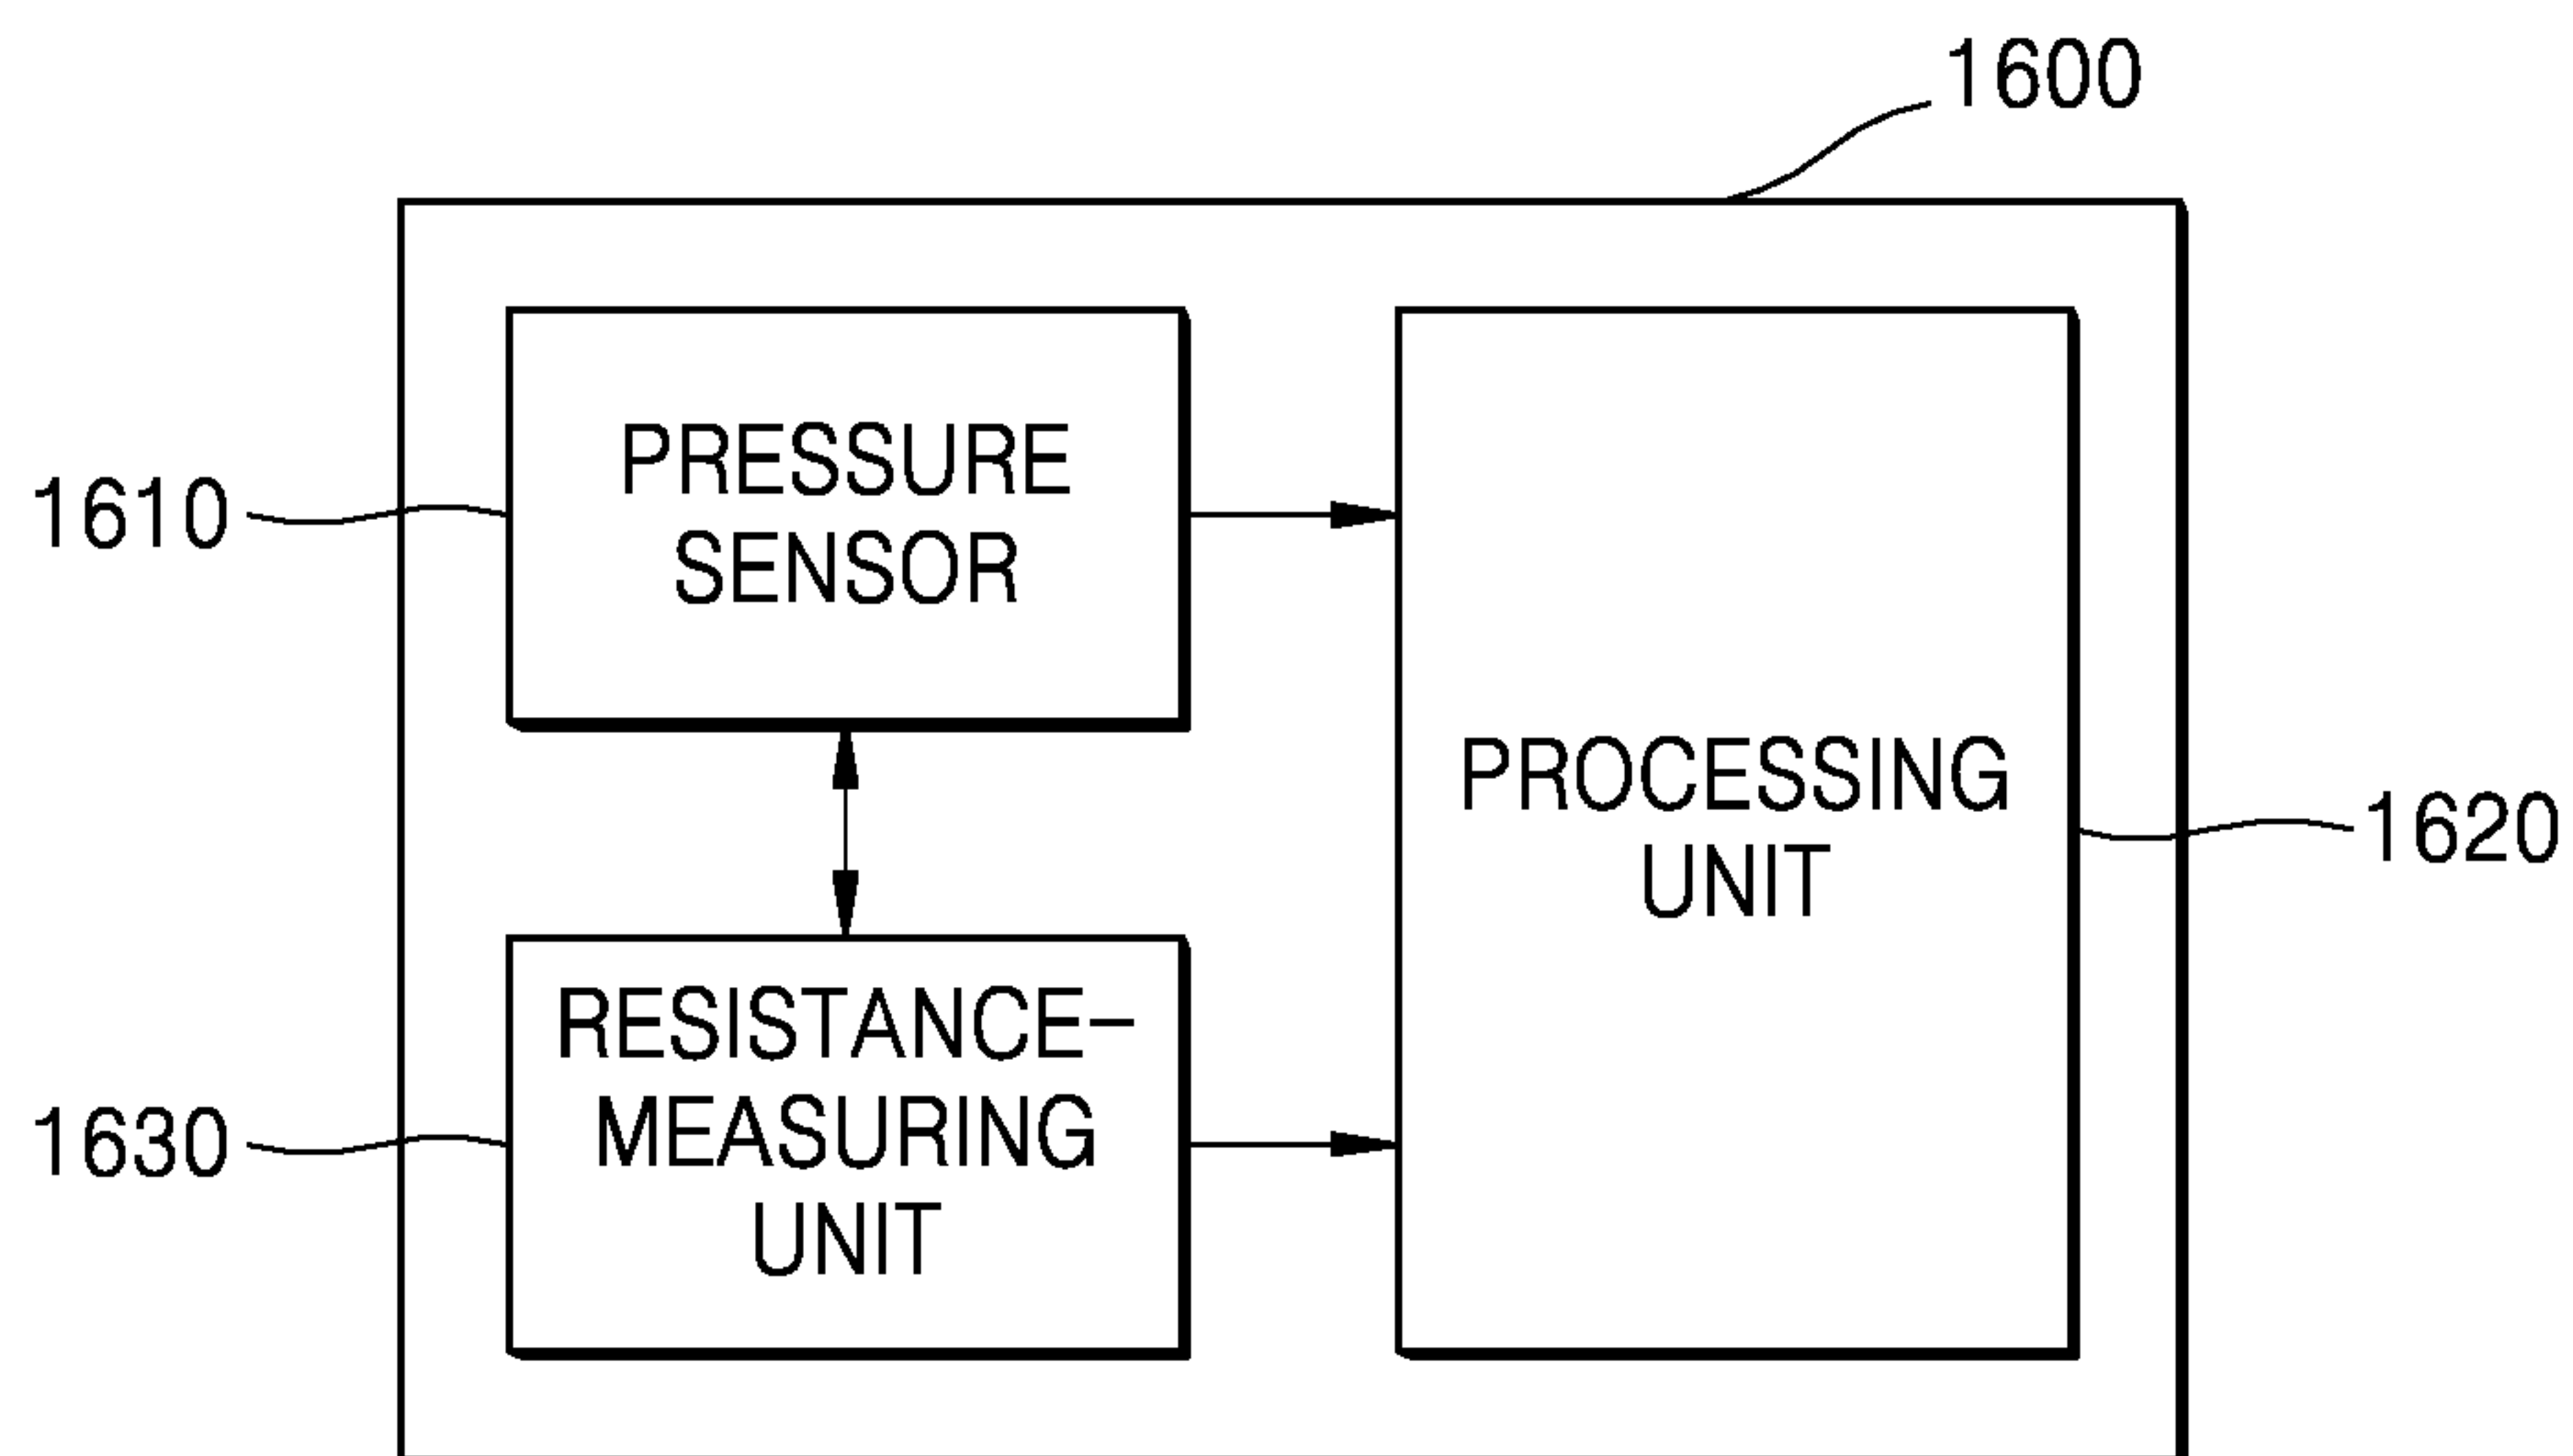 1600
PRESSURE
SENSOR
1610
PROCESSING
UNIT
1620
RESISTANCE-
MEASURING
UNIT
1630